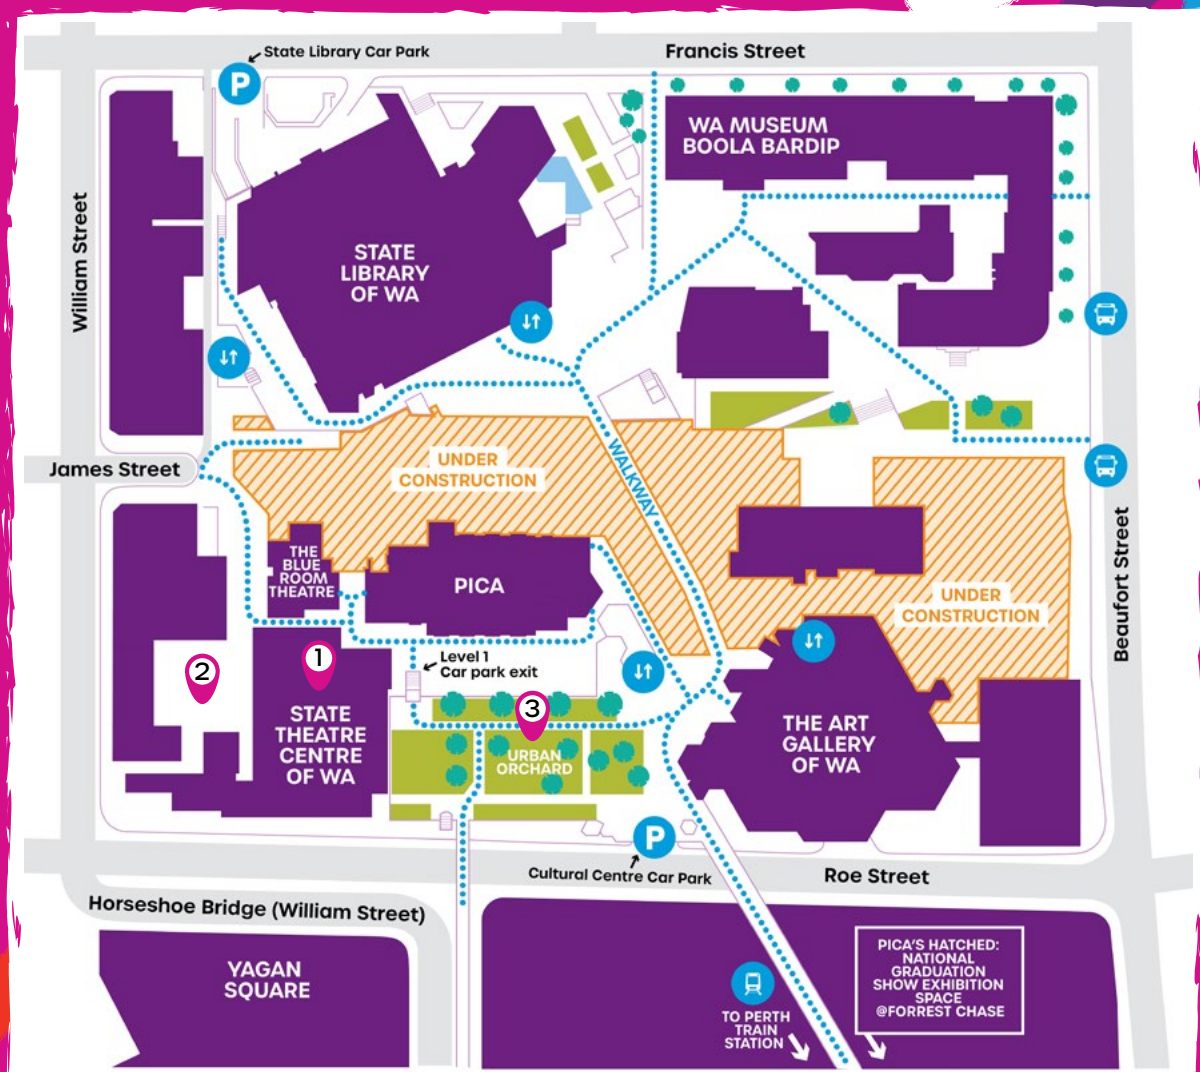 State Library Car Park
Francis Street
P
WA MUSEUM
BOOLA BARDIP
William Street
STATE
LIBRARY
OF WA
E
James Street
UNDER
CONSTRUCTION
WALKWAY
THE
BLUE
ROOM
THEATRE
PICA
UNDER
CONSTRUCTION
Beaufort Street
1
2
Level 1
Car park exit
3
STATE
THEATRE
CENTRE
OF WA
URBAN
ORCHARD
THE ART
GALLERY
OF WA
P
Cultural Centre Car Park
Roe Street
Horseshoe Bridge (William Street)
YAGAN
SQUARE
PICA'S HATCHED:
NATIONAL
GRADUATION
SHOW EXHIBITION
SPACE
@FORREST CHASE
TO PERTH
TRAIN
STATION